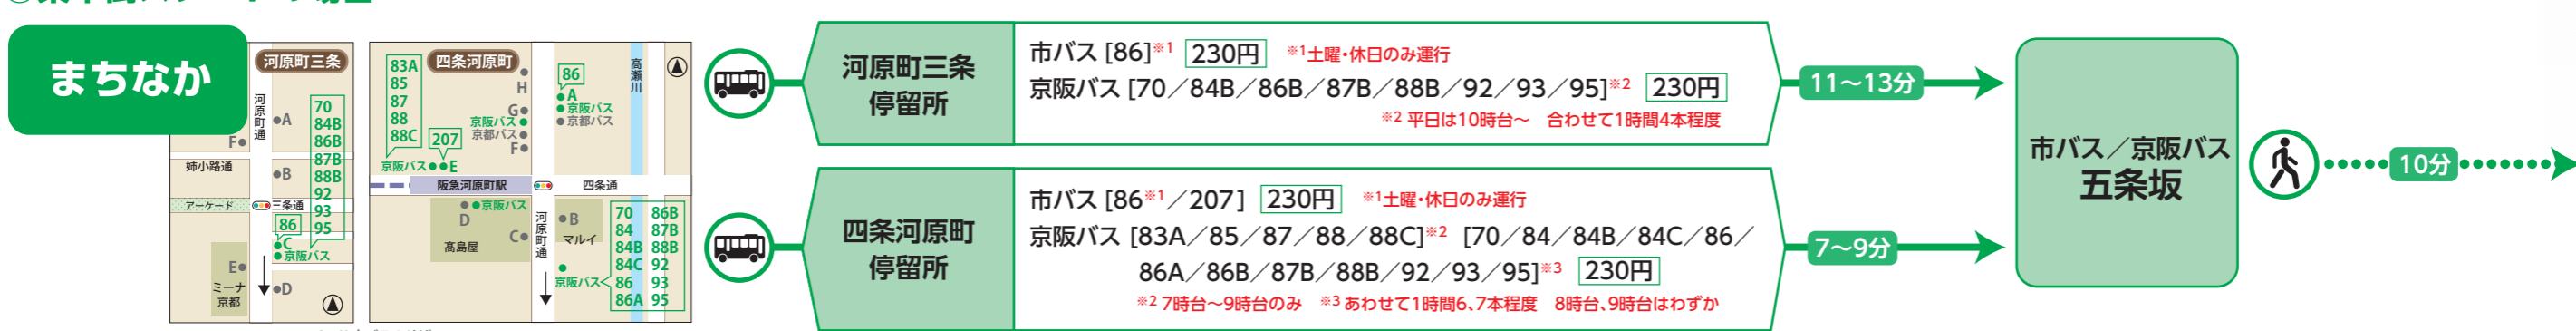 まちなか
河原町三条
河原町通
A
F
70
84B
86B
87B
88B
92
93
95
姉小路通
B
アーケード
三条通
86
C
京阪バス
E
ミーナ
京都
D
四条河原町
83A
85
87
88
88C
207
京阪バス
E
H
G
京阪バス
京都バス
F
86
A
京阪バス
京都バス
高瀬川
阪急河原町駅
四条通
京阪バス
D
C
髙島屋
河原町通
B
マルイ
京阪バス
70 86B
84 87B
84B 88B
84C 92
86 93
86A 95
河原町三条
停留所
市バス [86]※1 230円 ※1土曜・休日のみ運行
京阪バス [70/84B/86B/87B/88B/92/93/95]※2 230円
※2 平日は10時台~ 合わせて1時間4本程度
11~13分
四条河原町
停留所
市バス [86※1/207] 230円 ※1土曜・休日のみ運行
京阪バス [83A/85/87/88/88C]※2 [70/84/84B/84C/86/
86A/86B/87B/88B/92/93/95]※3 230円
※2 7時台~9時台のみ ※3 あわせて1時間6、7本程度 8時台、9時台はわずか
7~9分
市バス/京阪バス
五条坂
10分